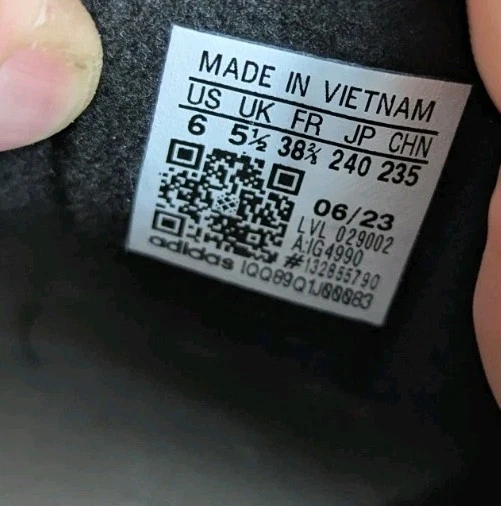 MADE IN VIETNAM
US UK FR JP CHN
6 5½ 38⅔ 240 235
06/23
LVL 029002
A:IG4990
#132855790
adidas IQQ89Q1J00083